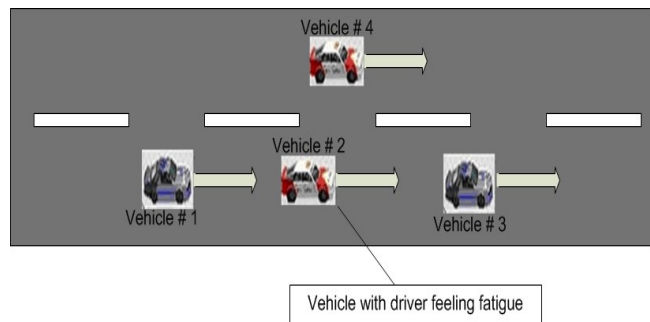 Vehicle # 4
Vehicle # 2
Vehicle # 1
Vehicle # 3
Vehicle with driver feeling fatigue